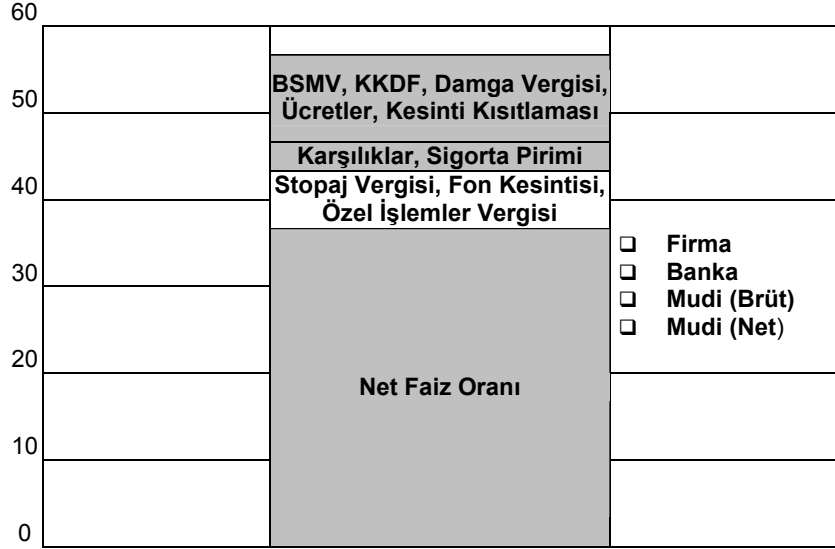 60
50
40
30
20
10
0
BSMV, KKDF, Damga Vergisi,
Ücretler, Kesinti Kısıtlaması
Karşılıklar, Sigorta Pirimi
Stopaj Vergisi, Fon Kesintisi,
Özel İşlemler Vergisi
Net Faiz Oranı
❑ Firma
❑ Banka
❑ Mudi (Brüt)
❑ Mudi (Net)